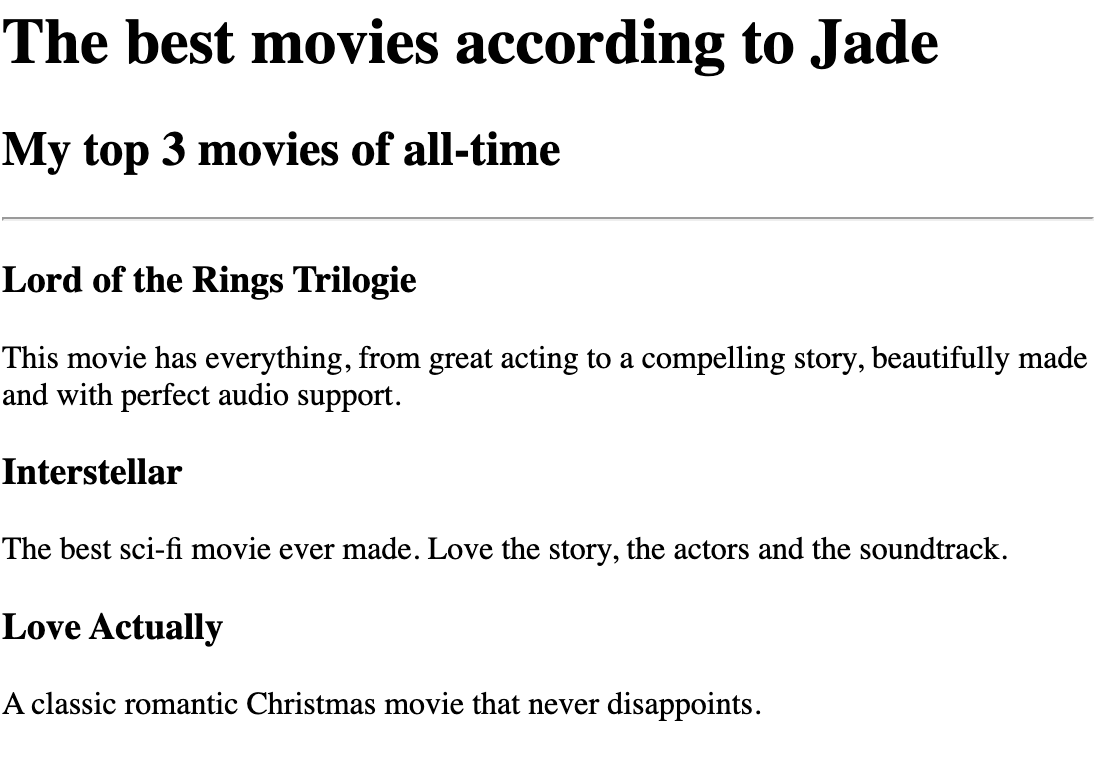 The best movies according to Jade
My top 3 movies of all-time
Lord of the Rings Trilogie
This movie has everything, from great acting to a compelling story, beautifully made
and with perfect audio support.
Interstellar
The best sci-fi movie ever made. Love the story, the actors and the soundtrack.
Love Actually
A classic romantic Christmas movie that never disappoints.